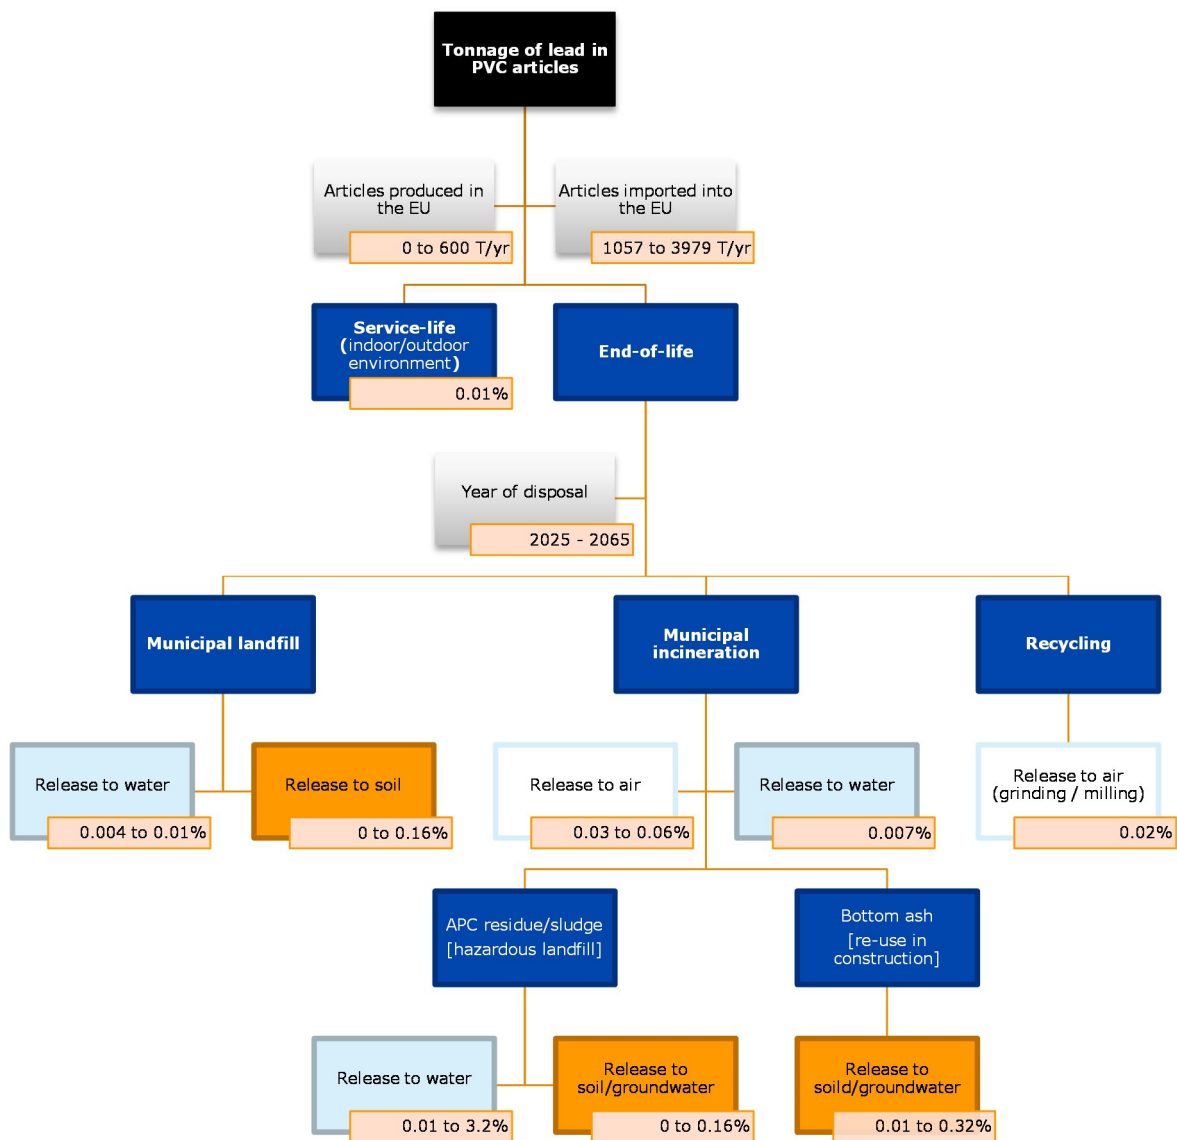 Tonnage of lead in
PVC articles
Articles produced in
the EU
0 to 600 T/yr
Articles imported into
the EU
1057 to 3979 T/yr
Service-life
(indoor/outdoor
environment)
0.01%
End-of-life
Year of disposal
2025 - 2065
Municipal landfill
Municipal
incineration
Recycling
Release to water
0.004 to 0.01%
Release to soil
0 to 0.16%
Release to air
0.03 to 0.06%
Release to water
0.007%
Release to air
(grinding / milling)
0.02%
APC residue/sludge
[hazardous landfill]
Bottom ash
[re-use in
construction]
Release to water
0.01 to 3.2%
Release to
soil/groundwater
0 to 0.16%
Release to
soild/groundwater
0.01 to 0.32%